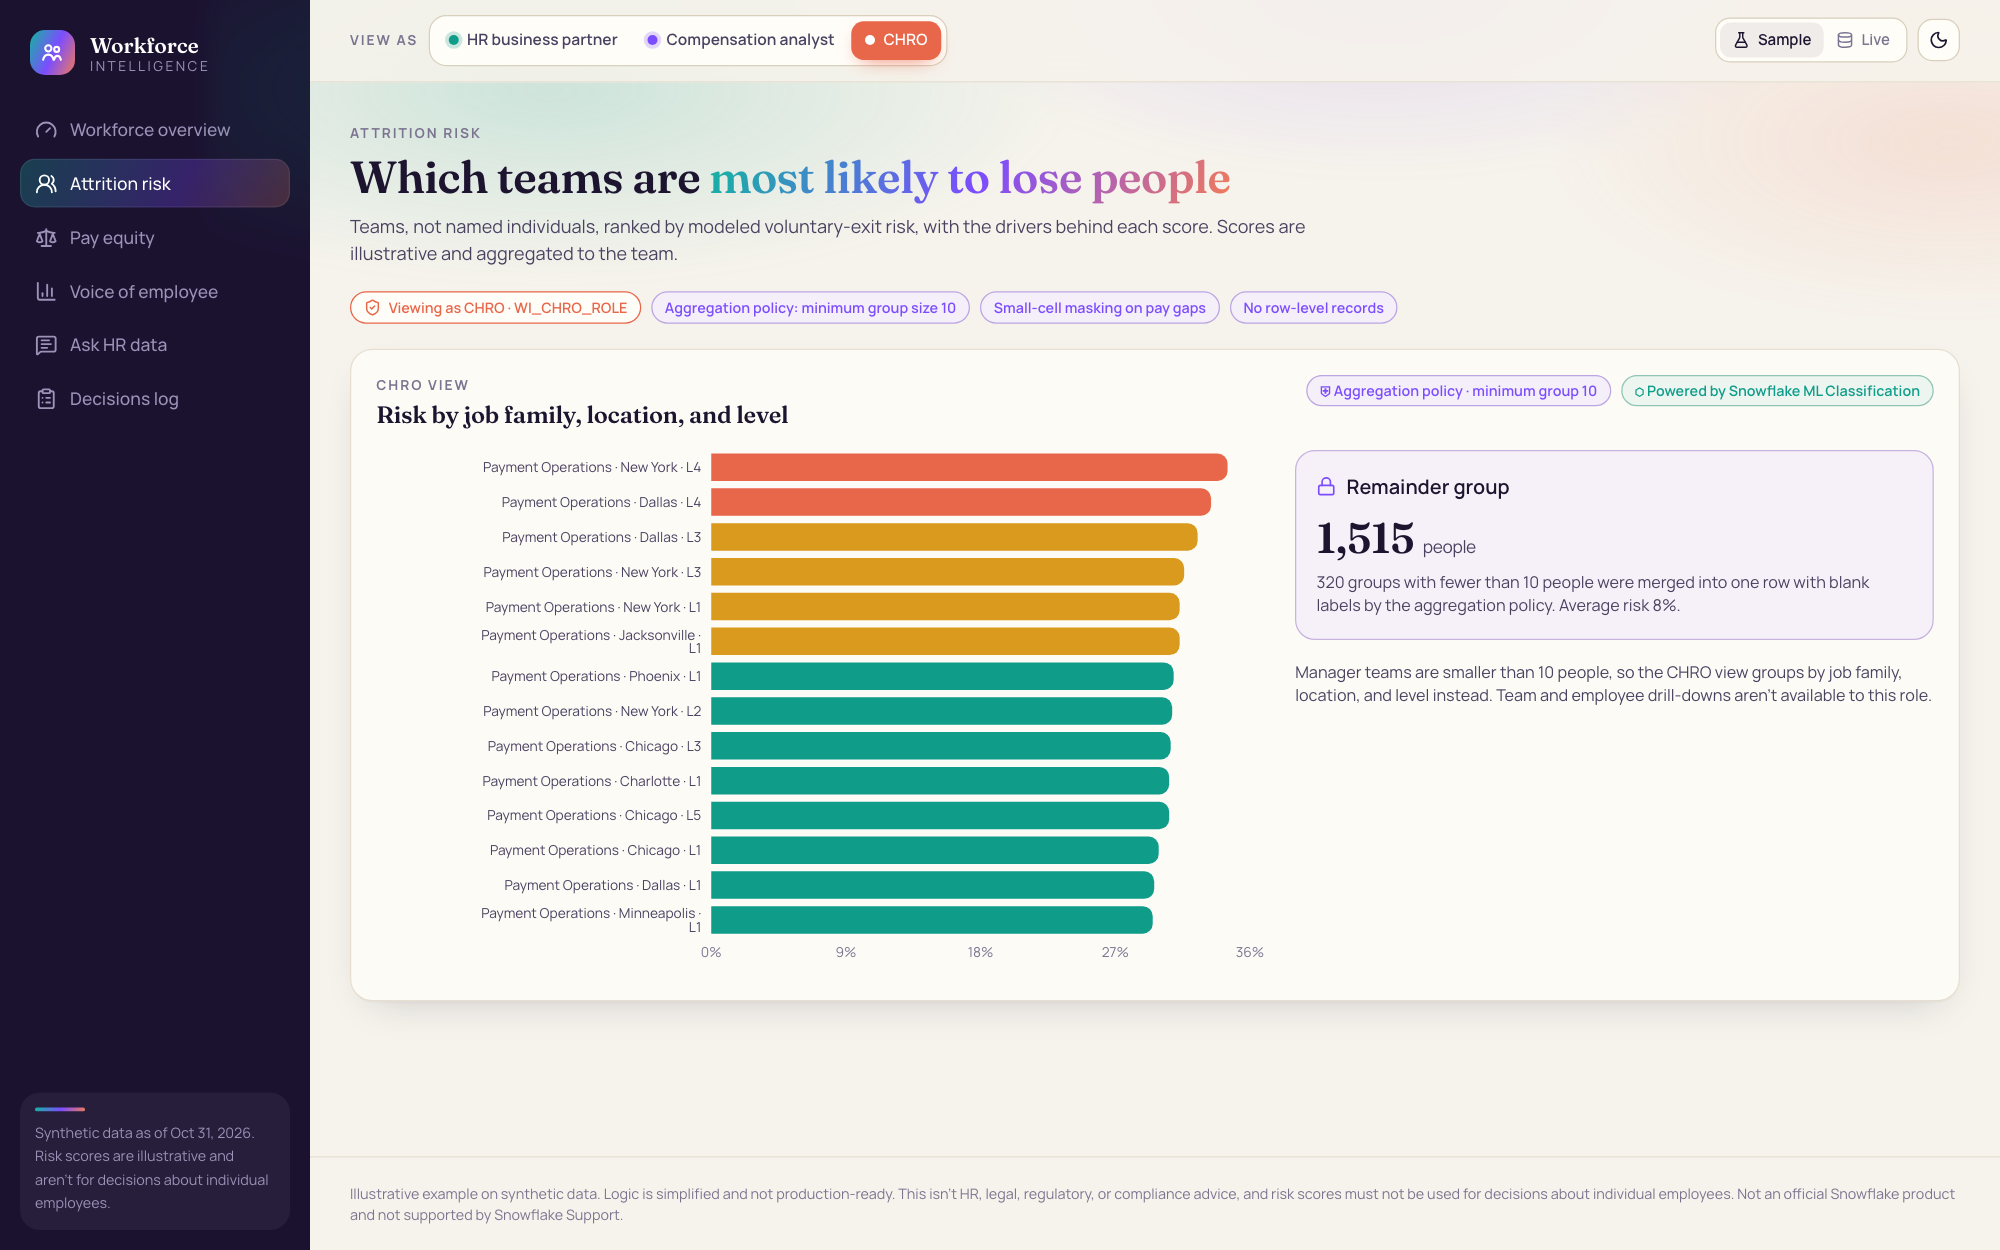 Workforce
INTELLIGENCE
Workforce overview
Attrition risk
Pay equity
Voice of employee
Ask HR data
Decisions log
Synthetic data as of Oct 31, 2026.
Risk scores are illustrative and
aren't for decisions about individual
employees.
VIEW AS
HR business partner
Compensation analyst
CHRO
Sample
Live
ATTRITION RISK
Which teams are most likely to lose people
Teams, not named individuals, ranked by modeled voluntary-exit risk, with the drivers behind each score. Scores are
illustrative and aggregated to the team.
Viewing as CHRO · WI_CHRO_ROLE
Aggregation policy: minimum group size 10
Small-cell masking on pay gaps
No row-level records
CHRO VIEW
Risk by job family, location, and level
Aggregation policy · minimum group 10
Powered by Snowflake ML Classification
Payment Operations · New York · L4
Payment Operations · Dallas · L4
Payment Operations · Dallas · L3
Payment Operations · New York · L3
Payment Operations · New York · L1
Payment Operations · Jacksonville ·
L1
Payment Operations · Phoenix · L1
Payment Operations · New York · L2
Payment Operations · Chicago · L3
Payment Operations · Charlotte · L1
Payment Operations · Chicago · L5
Payment Operations · Chicago · L1
Payment Operations · Dallas · L1
Payment Operations · Minneapolis ·
L1
0%
9%
18%
27%
36%
Remainder group
1,515 people
320 groups with fewer than 10 people were merged into one row with blank
labels by the aggregation policy. Average risk 8%.
Manager teams are smaller than 10 people, so the CHRO view groups by job family,
location, and level instead. Team and employee drill-downs aren't available to this role.
Illustrative example on synthetic data. Logic is simplified and not production-ready. This isn't HR, legal, regulatory, or compliance advice, and risk scores must not be used for decisions about individual employees. Not an official Snowflake product
and not supported by Snowflake Support.